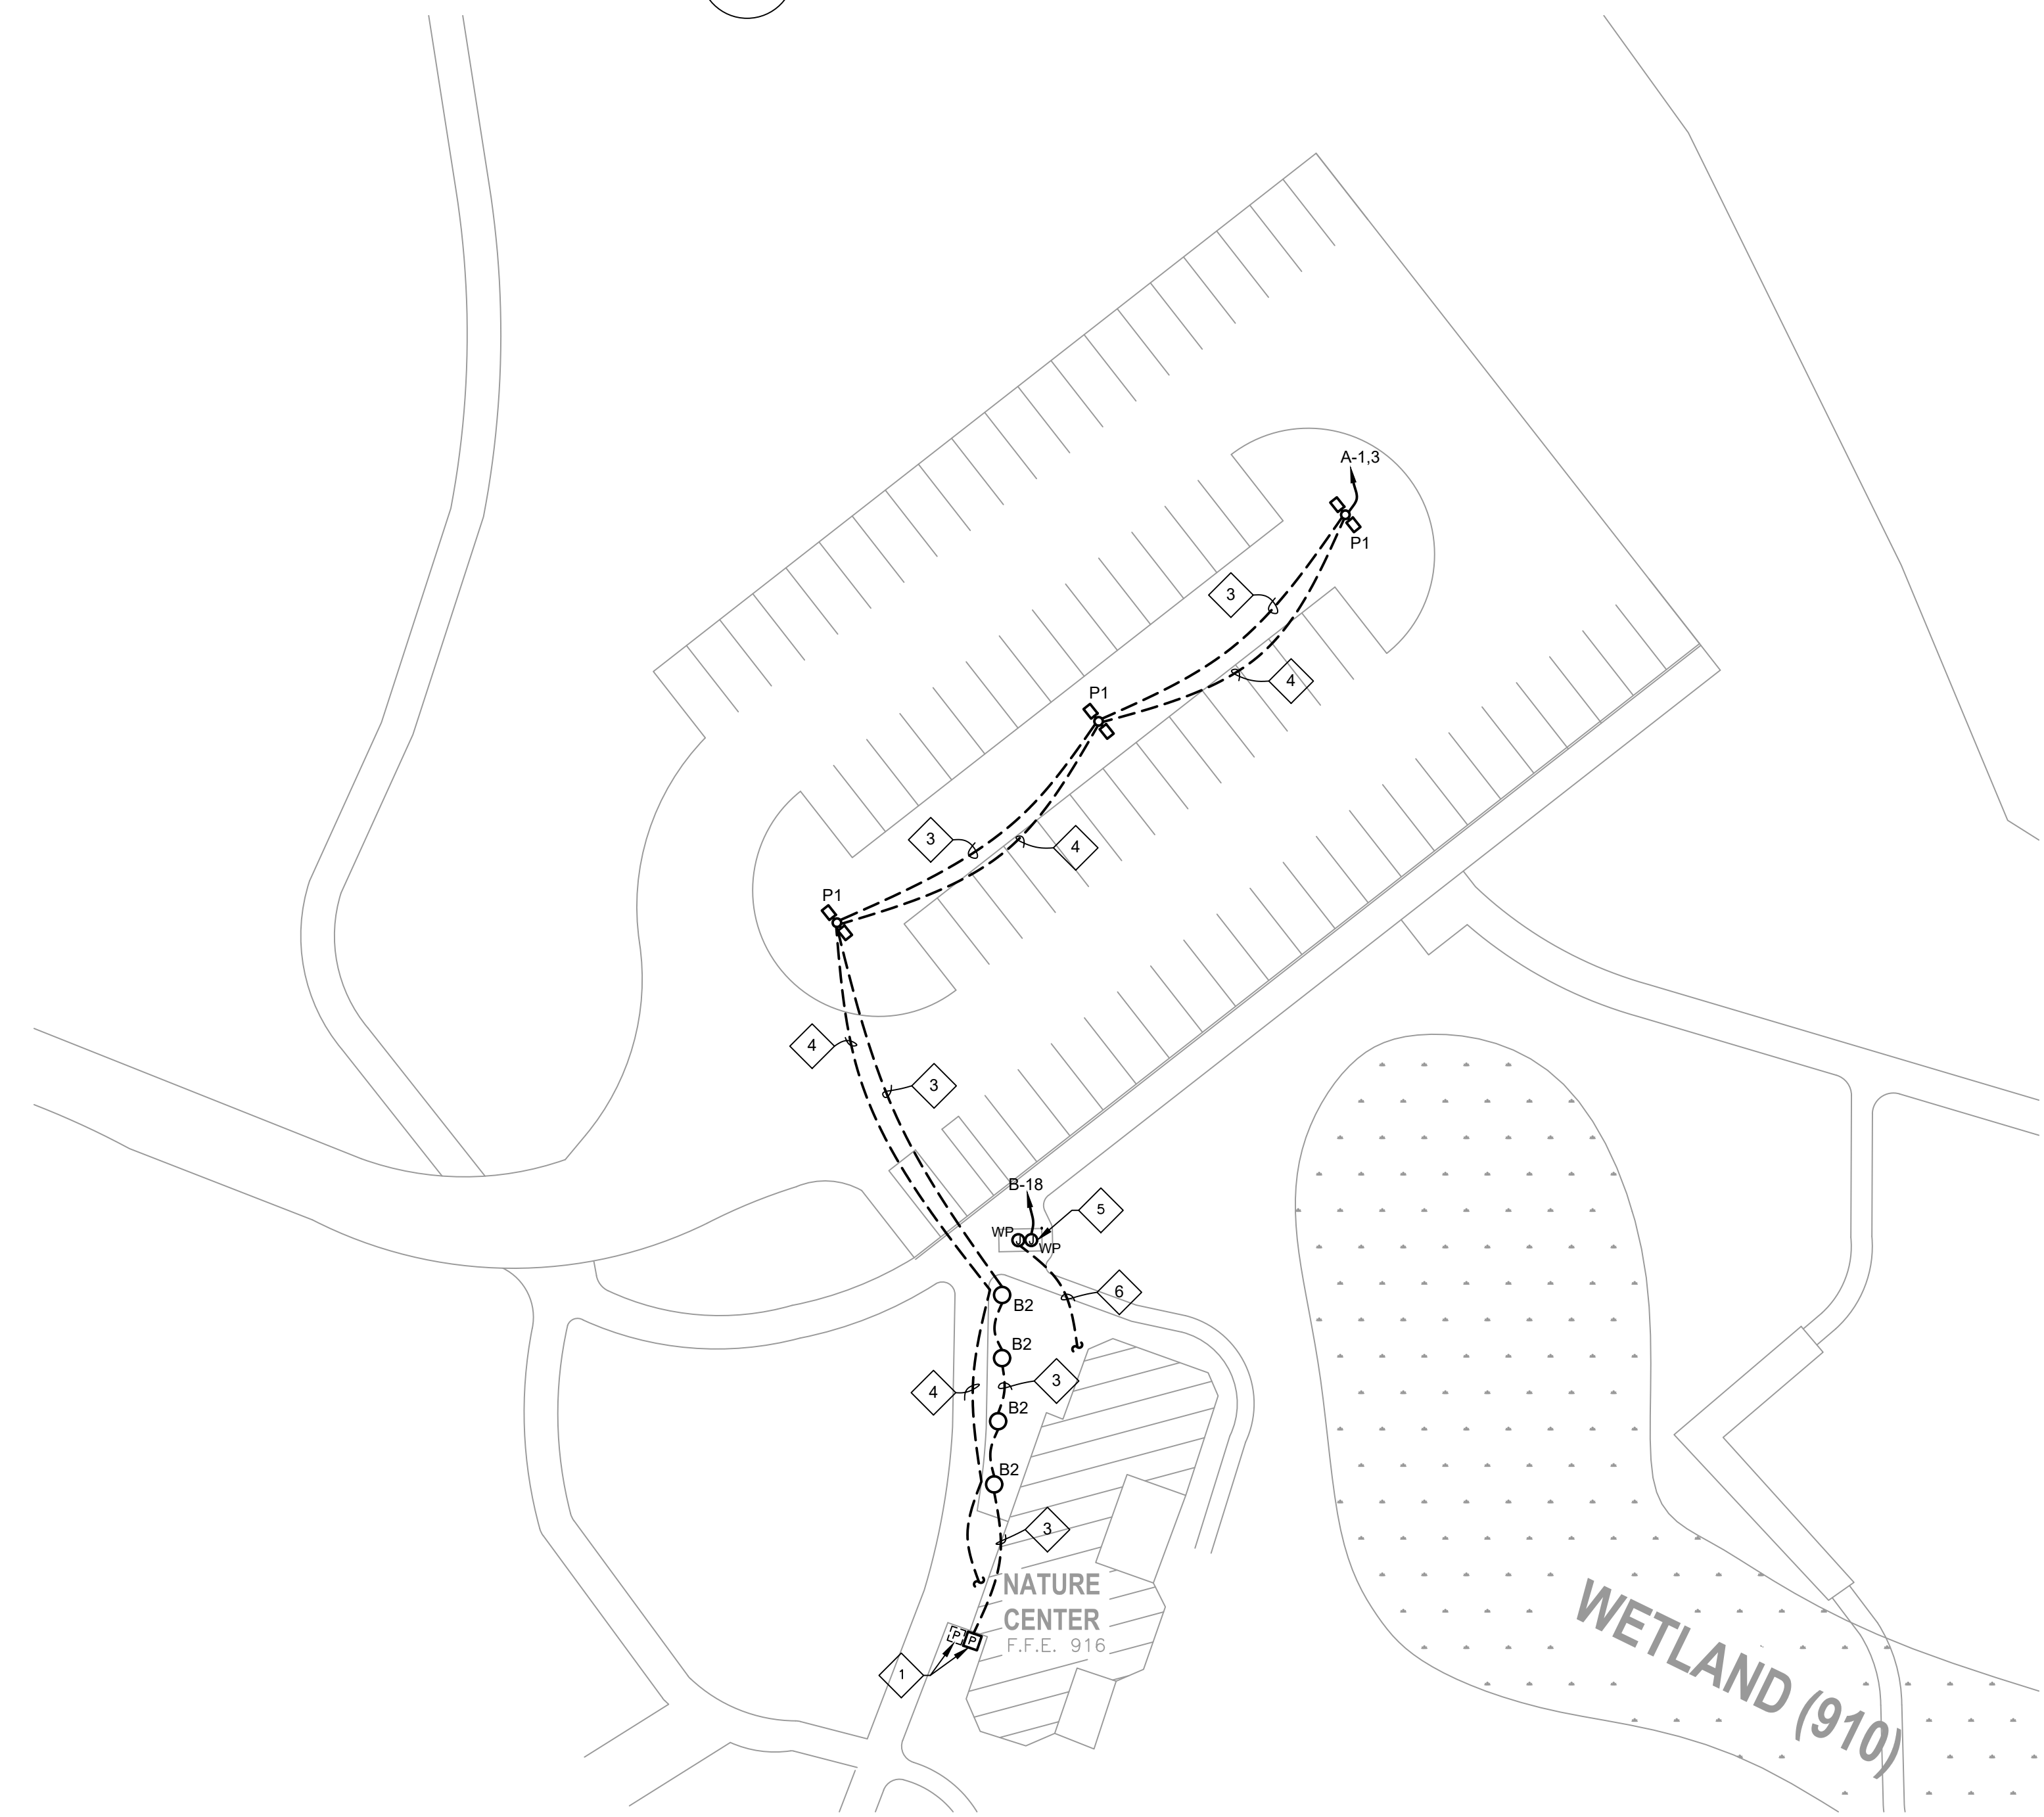 A-1,3
P1
3
4
P1
3
4
P1
4
3
B-18
5
WP
J
J
WP
6
B2
B2
3
4
B2
B2
3
NATURE
CENTER
F.F.E. 916
P
P
1
WETLAND (910)